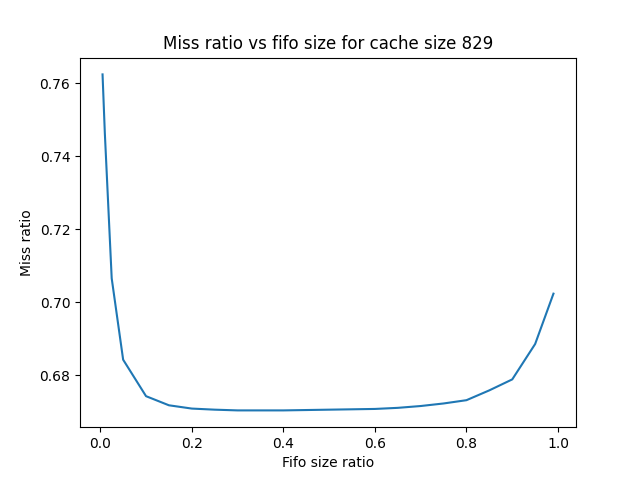 Miss ratio vs fifo size for cache size 829
0.76
0.74
0.72
0.70
0.68
Miss ratio
0.0 0.2 0.4 0.6 0.8 1.0
Fifo size ratio